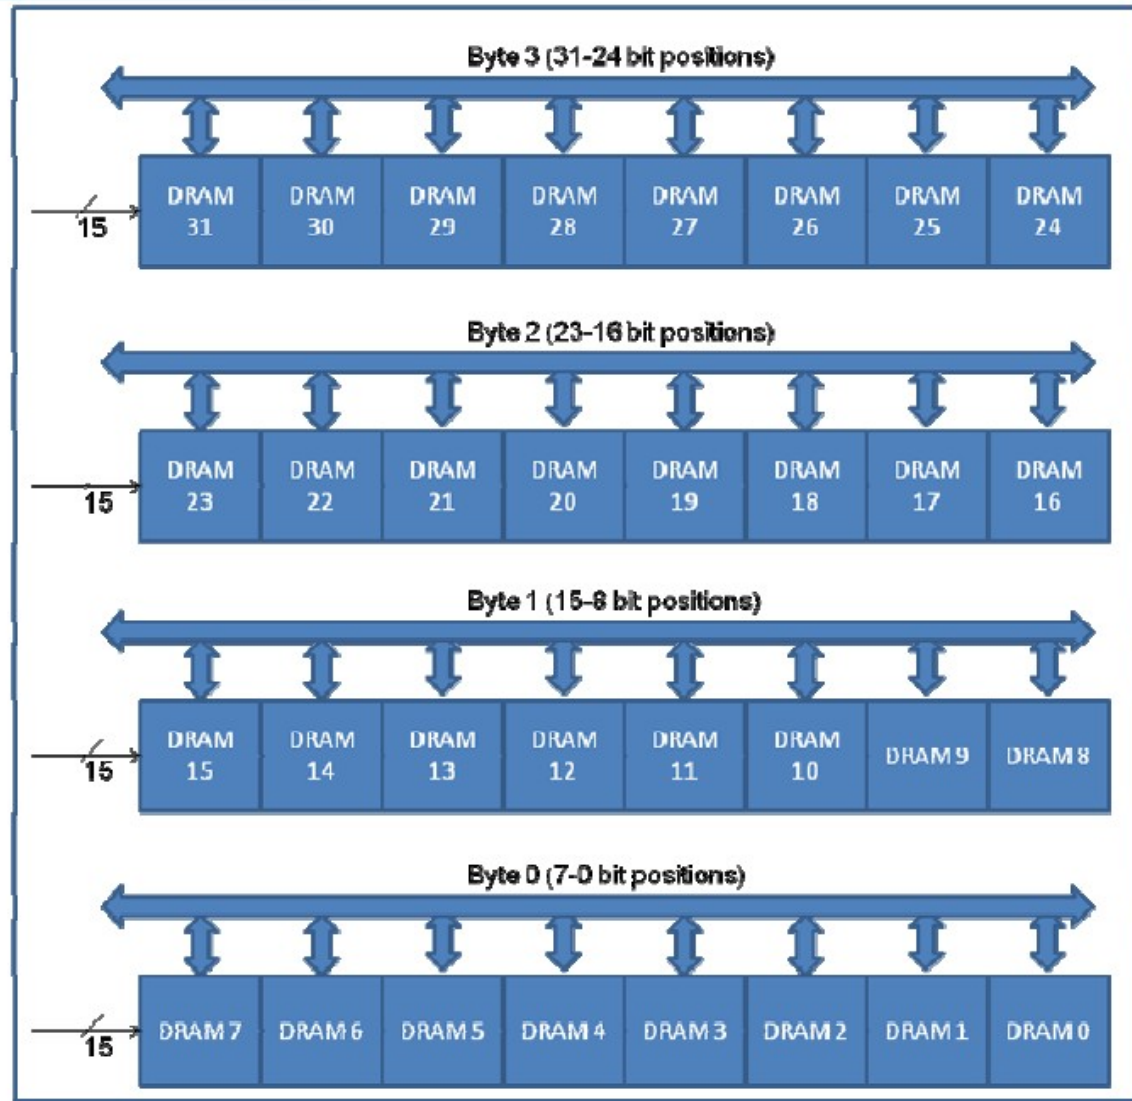 Byte 3 (31-24 bit positions)
15
DRAM 31
DRAM 30
DRAM 29
DRAM 28
DRAM 27
DRAM 26
DRAM 25
DRAM 24
Byte 2 (23-16 bit positions)
15
DRAM 23
DRAM 22
DRAM 21
DRAM 20
DRAM 19
DRAM 18
DRAM 17
DRAM 16
Byte 1 (15-8 bit positions)
15
DRAM 15
DRAM 14
DRAM 13
DRAM 12
DRAM 11
DRAM 10
DRAM 9
DRAM 8
Byte 0 (7-0 bit positions)
15
DRAM 7
DRAM 6
DRAM 5
DRAM 4
DRAM 3
DRAM 2
DRAM 1
DRAM 0